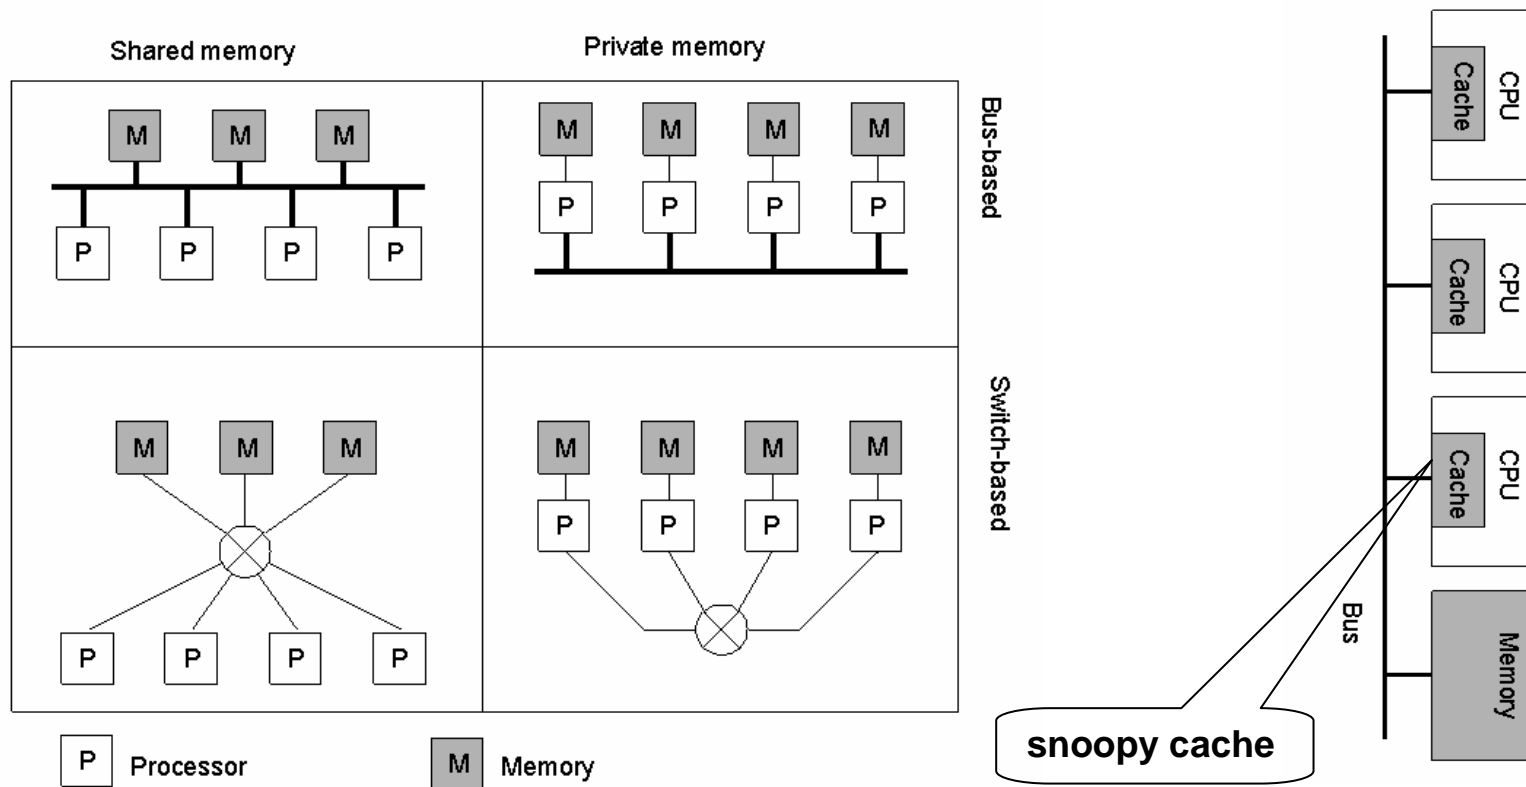 Shared memory
Private memory
M M M
P P P P
M M M M
P P P P
Bus-based
M M M
P P P P
M M M M
P P P P
Switch-based
P Processor
M Memory
Cache
CPU
Cache
CPU
Cache
CPU
Memory
Bus
snoopy cache